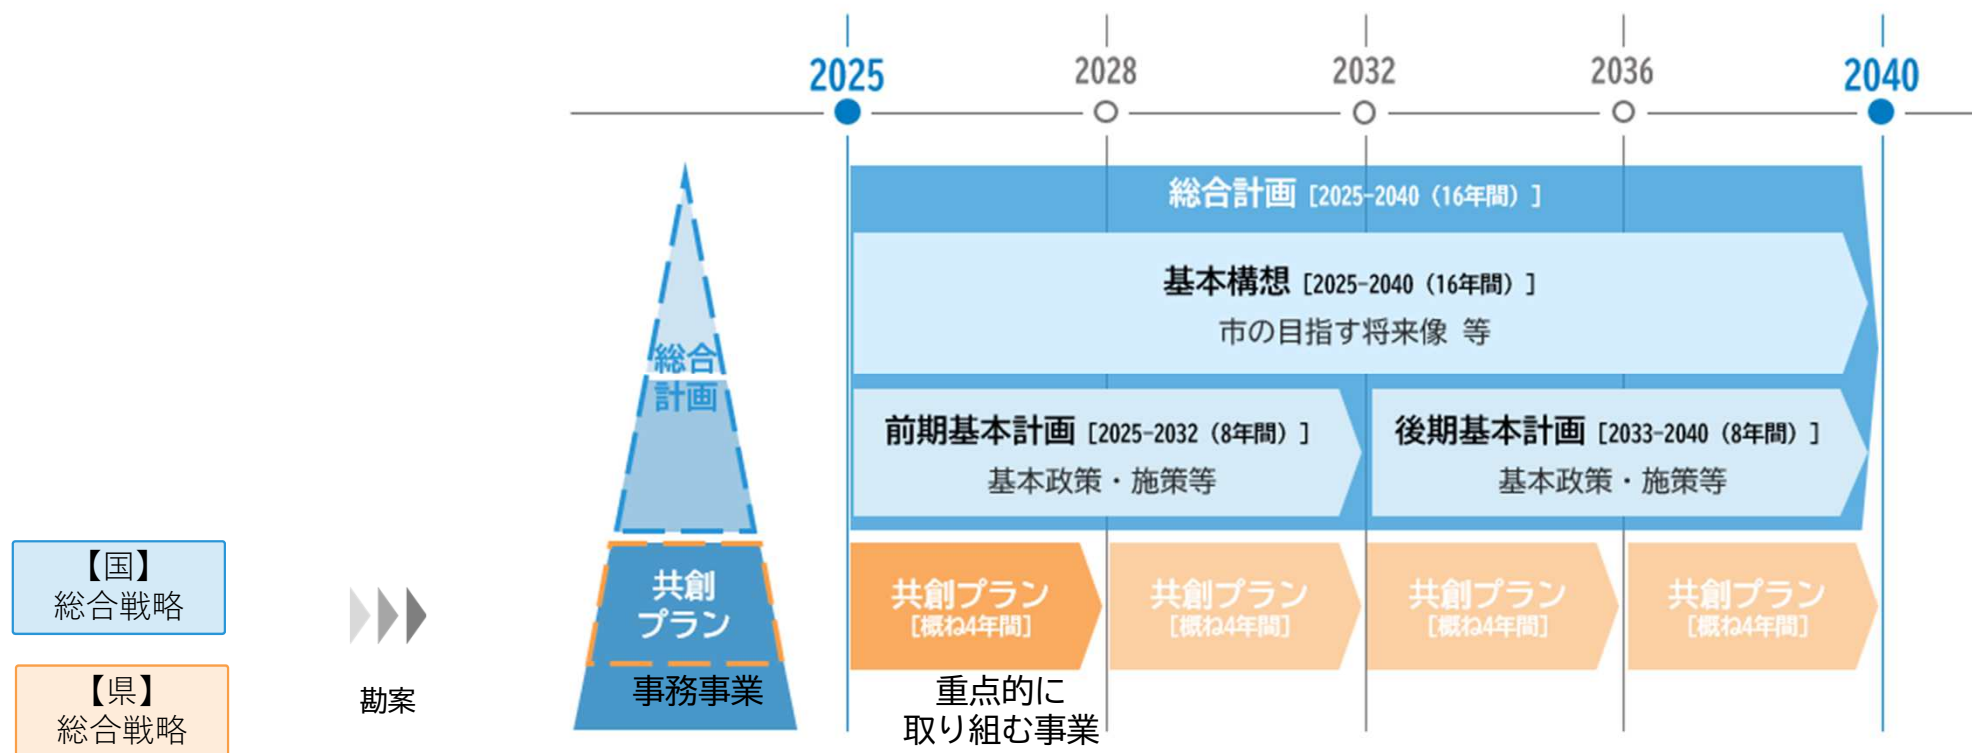 2025
2028
2032
2036
2040
総合計画 [2025-2040（16年間）]
基本構想 [2025-2040（16年間）]
市の目指す将来像 等
前期基本計画 [2025-2032（8年間）]
基本政策・施策等
後期基本計画 [2033-2040（8年間）]
基本政策・施策等
総合
計画
共創
プラン
事務事業
共創プラン
[概ね4年間]
共創プラン
[概ね4年間]
共創プラン
[概ね4年間]
共創プラン
[概ね4年間]
重点的に
取り組む事業
【国】
総合戦略
【県】
総合戦略
勘案